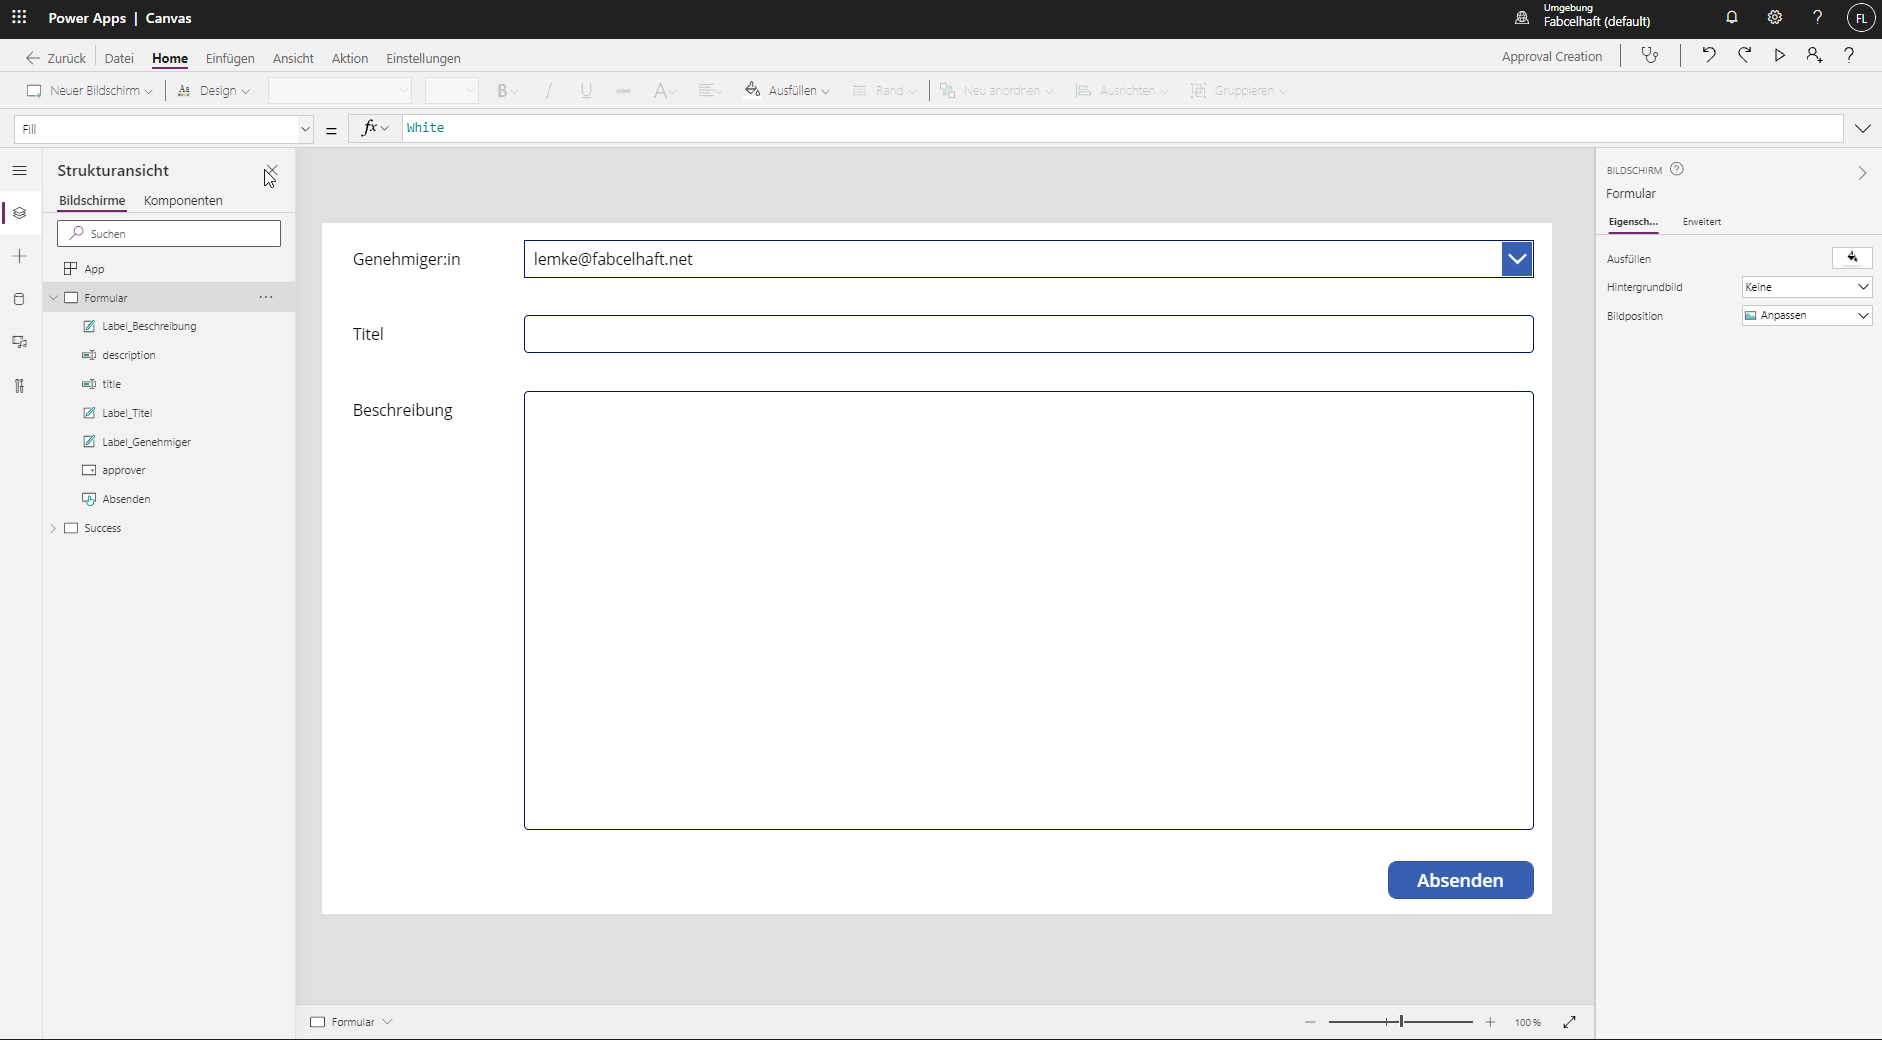 Power Apps | Canvas
Umgebung
Fabcelhaft (default)
?
FL
Zurück
Datei
Home
Einfügen
Ansicht
Aktion
Einstellungen
Approval Creation
?
Neuer Bildschirm
Design
B
/
U
abc
A
Ausfüllen
Rand
Neu anordnen
Ausrichten
Gruppieren
Fill
=
fx
White
Strukturansicht
Bildschirme
Komponenten
Suchen
App
Formular
...
Label_Beschreibung
description
title
Label_Titel
Label_Genehmiger
approver
Absenden
Success
Genehmiger:in
lemke@fabcelhaft.net
Titel
Beschreibung
Absenden
BILDSCHIRM
?
Formular
Eigensch...
Erweitert
Ausfüllen
Hintergrundbild
Keine
Bildposition
Anpassen
Formular
100 %